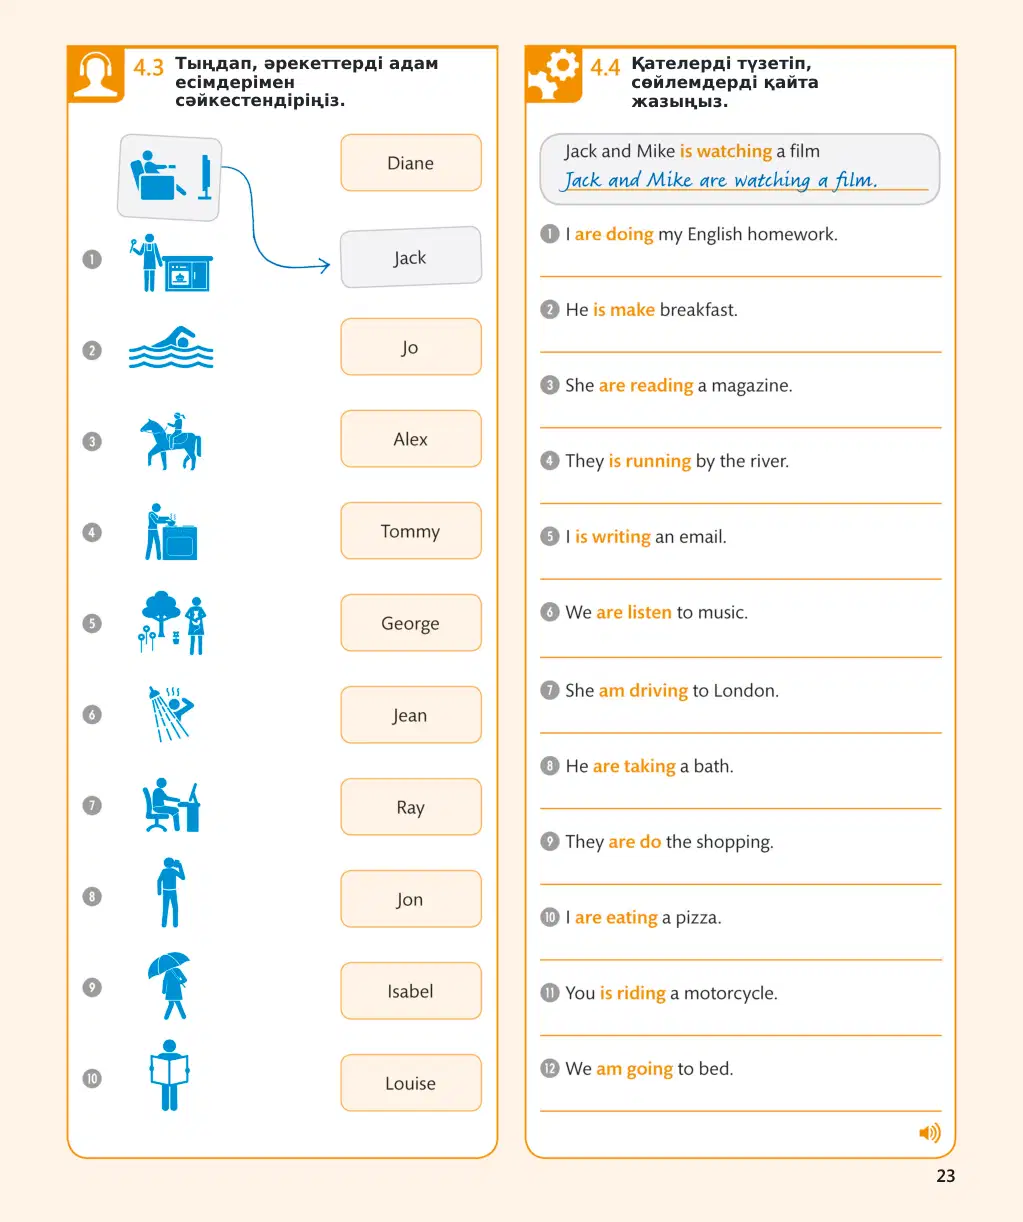 4.3 Тыңдап, әрекеттерді адам
есімдерімен
сәйкестендіріңіз.
Diane
1
Jack
2
Jo
3
Alex
4
Tommy
5
George
6
Jean
7
Ray
8
Jon
9
Isabel
10
Louise
4.4 Қателерді түзетіп,
сөйлемдерді қайта
жазыңыз.
Jack and Mike is watching a film
Jack and Mike are watching a film.
1 I are doing my English homework.
2 He is make breakfast.
3 She are reading a magazine.
4 They is running by the river.
5 I is writing an email.
6 We are listen to music.
7 She am driving to London.
8 He are taking a bath.
9 They are do the shopping.
10 I are eating a pizza.
11 You is riding a motorcycle.
12 We am going to bed.
23